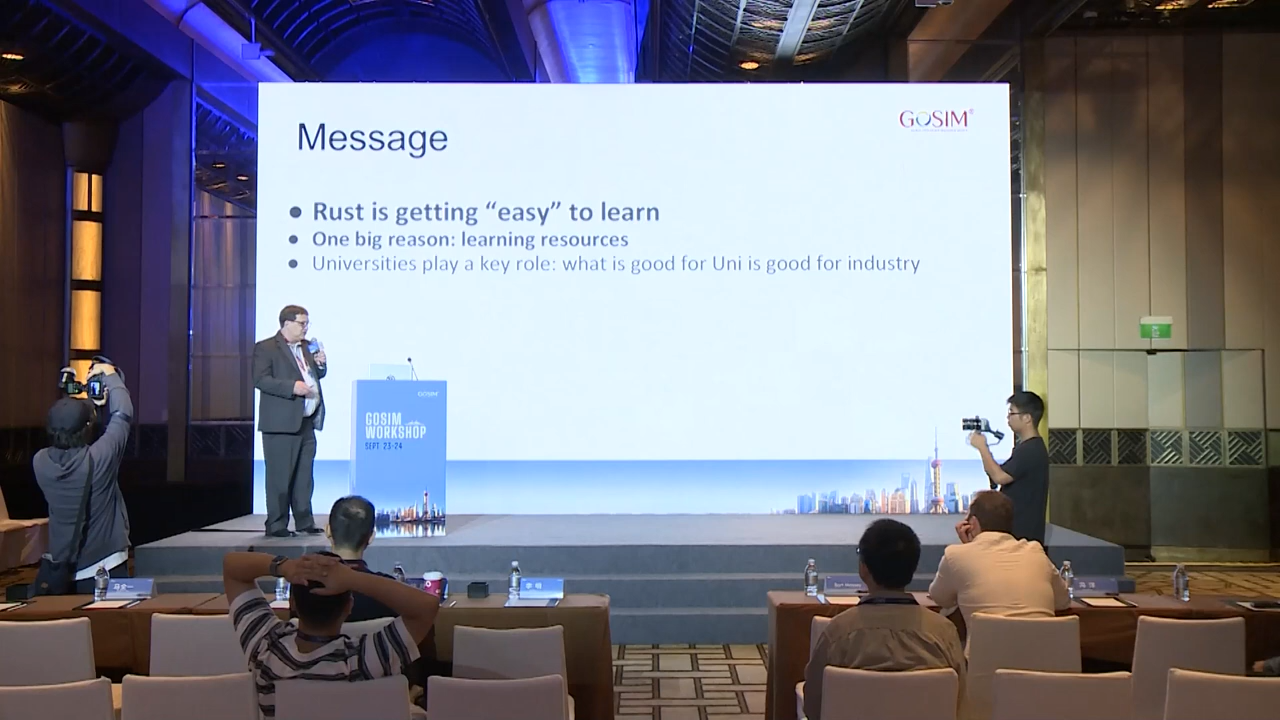 Message
GOSIM
● Rust is getting “easy” to learn
● One big reason: learning resources
● Universities play a key role: what is good for Uni is good for industry
GOSIM
GOSIM
WORKSHOP
SEPT 23-24